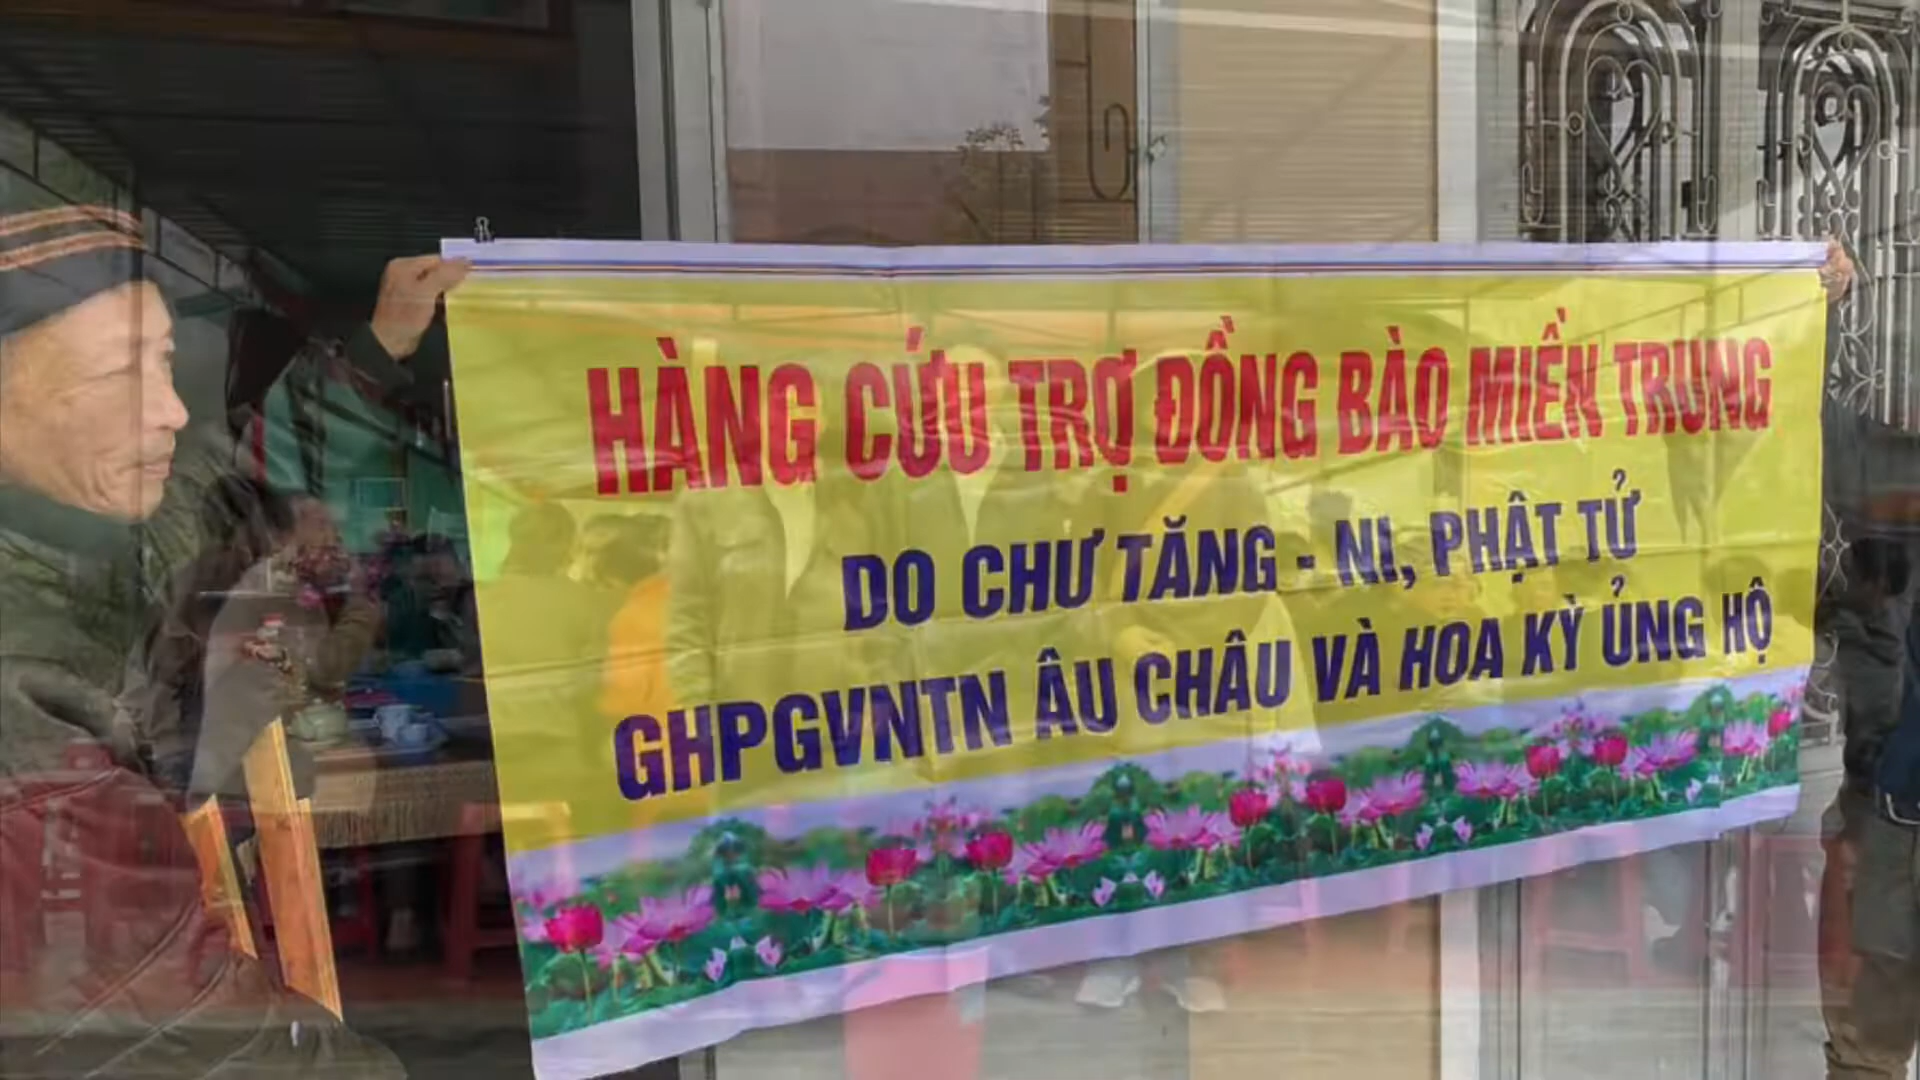 HÀNG CỨU TRỢ ĐỒNG BÀO MIỀN TRUNG
DO CHƯ TĂNG - NI, PHẬT TỬ
GHPGVNTN ÂU CHÂU VÀ HOA KỲ ỦNG HỘ